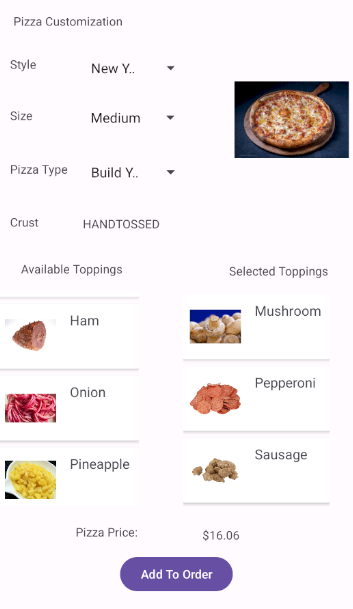 Pizza Customization
Style New Y..
Size Medium
Pizza Type Build Y..
Crust HANDTOSSED
Available Toppings Selected Toppings
Ham Mushroom
Onion Pepperoni
Pineapple Sausage
Pizza Price: $16.06
Add To Order